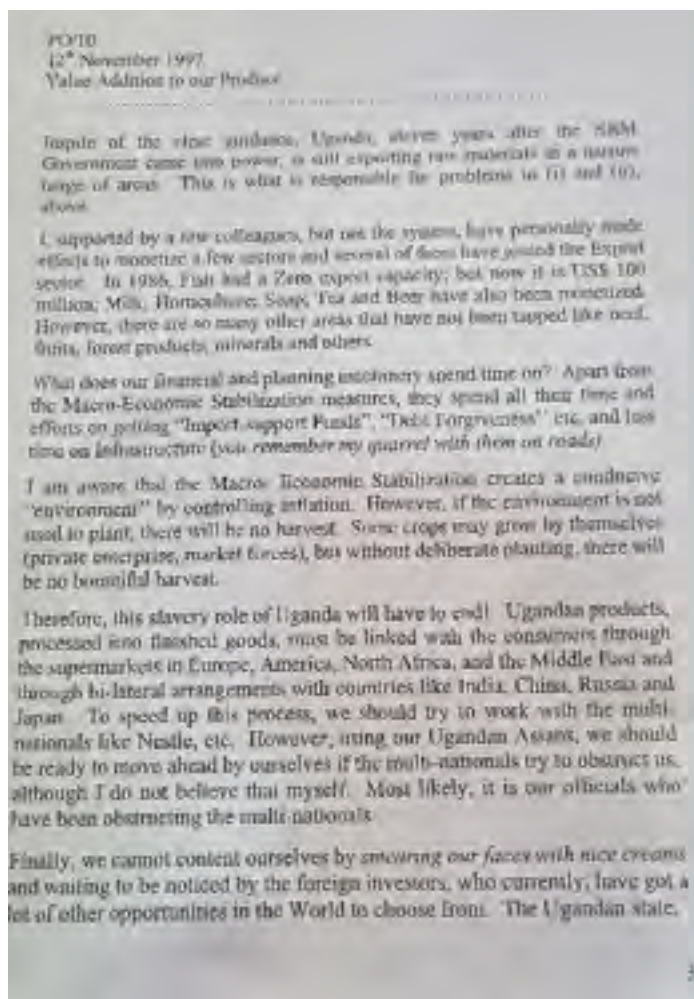 PO/10
12th November 1997
Value Addition to our Produce
Inspite of the clear guidance, Uganda, eleven years after the NRM
Government came into power, is still exporting raw materials in a narrow
range of areas. This is what is responsible for problems in (i) and (ii),
above.
I, supported by a few colleagues, but not the system, have personally made
efforts to monetize a few sectors and several of them have joined the Export
sector. In 1986, Fish had a Zero export capacity; but now it is US$ 100
million; Milk, Horticulture; Soap, Tea and Beer have also been monetized.
However, there are so many other areas that have not been tapped like beef,
fruits, forest products, minerals and others.
What does our financial and planning machinery spend time on? Apart from
the Macro-Economic Stabilization measures, they spend all their time and
efforts on getting "Import support Funds", "Debt Forgiveness" etc, and less
time on Infrastructure (you remember my quarrel with them on roads)
I am aware that the Macro- Economic Stabilization creates a conducive
"environment" by controlling inflation. However, if the environment is not
used to plant, there will be no harvest. Some crops may grow by themselves
(private enterprise, market forces), but without deliberate planting, there will
be no bountiful harvest.
Therefore, this slavery role of Uganda will have to end! Ugandan products,
processed into finished goods, must be linked with the consumers through
the supermarkets in Europe, America, North Africa, and the Middle East and
through bi-lateral arrangements with countries like India, China, Russia and
Japan. To speed up this process, we should try to work with the multi-
nationals like Nestle, etc. However, using our Ugandan Asians, we should
be ready to move ahead by ourselves if the multi-nationals try to obstruct us,
although I do not believe that myself. Most likely, it is our officials who
have been obstructing the multi-nationals
Finally, we cannot content ourselves by smearing our faces with nice creams
and waiting to be noticed by the foreign investors, who currently, have got a
lot of other opportunities in the World to choose from. The Ugandan state,